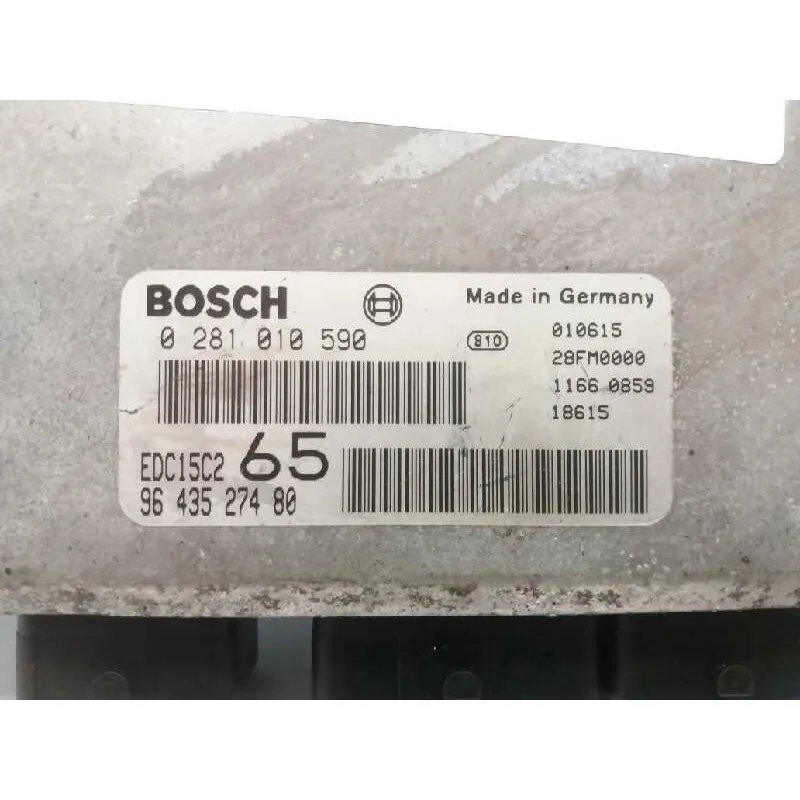 BOSCH
Made in Germany
0 281 010 590
810
010615
28FM0000
1166 0859
18615
EDC15C2 65
96 435 274 80